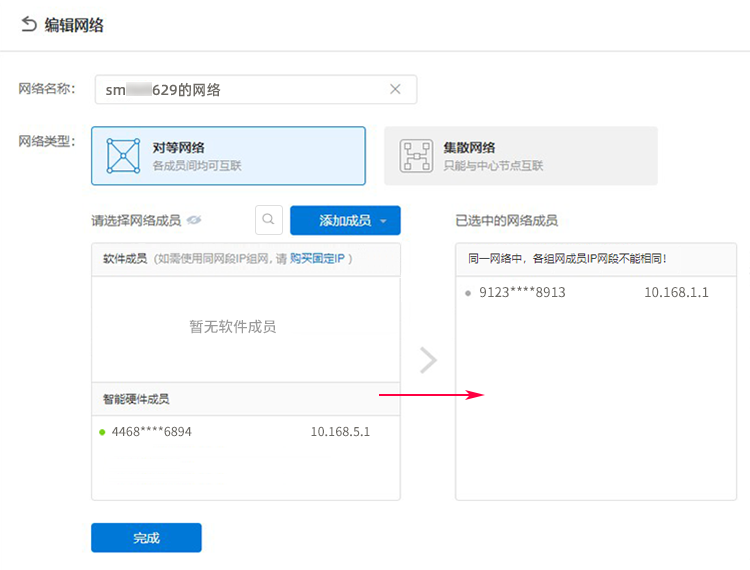 编辑网络
网络名称: sm 629的网络
网络类型: 对等网络
各成员间均可互联
集散网络
只能与中心节点互联
请选择网络成员
添加成员
已选中的网络成员
软件成员 (如需使用同网段IP组网, 请 购买固定IP )
暂无软件成员
智能硬件成员
4468****6894 10.168.5.1
同一网络中，各组网成员IP网段不能相同!
9123****8913 10.168.1.1
完成